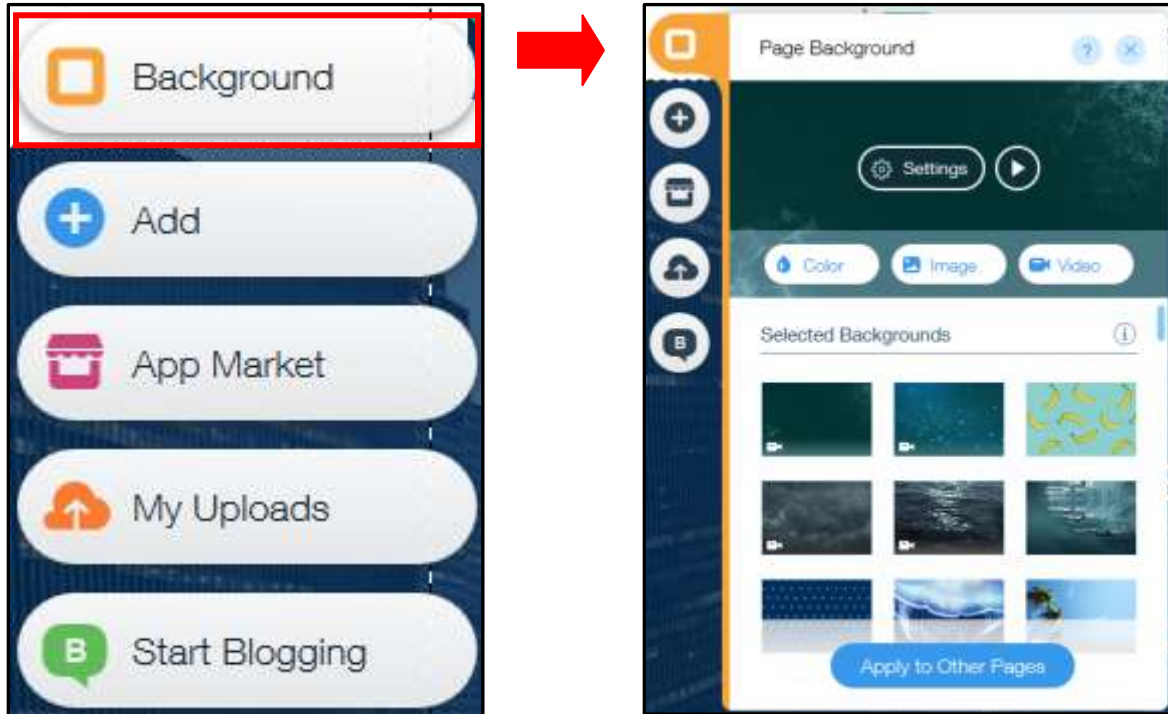 Background
Add
App Market
My Uploads
B
Start Blogging
Page Background
?
Settings
Color
Image
Video
B
Selected Backgrounds
i
Apply to Other Pages